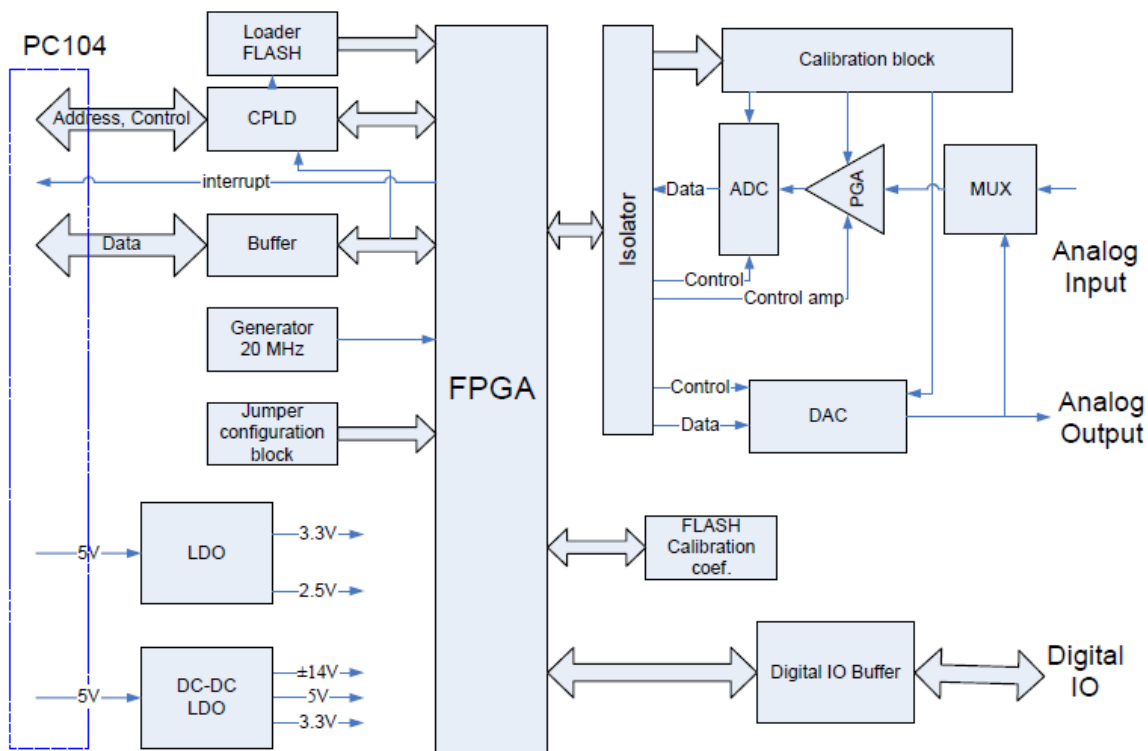 PC104
Loader
FLASH
Address, Control
CPLD
interrupt
Data
Buffer
Generator
20 MHz
Jumper
configuration
block
5V
LDO
3.3V
2.5V
5V
DC-DC
LDO
±14V
5V
3.3V
FPGA
Isolator
Calibration block
Data
ADC
PGA
MUX
Analog
Input
Control
Control amp
Control
Data
DAC
Analog
Output
FLASH
Calibration
coef.
Digital IO Buffer
Digital
IO